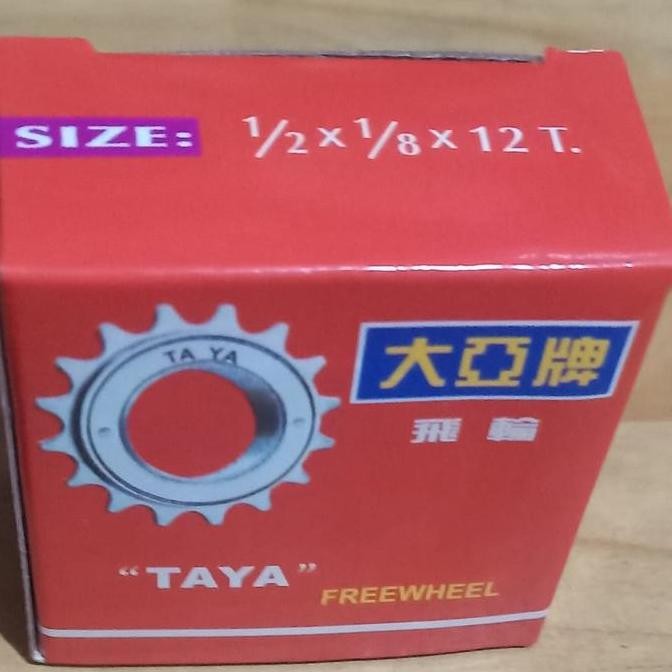 SIZE: 1/2 x 1/8 x 12 T.
TA YA
大亞牌
飛輪
“TAYA” FREEWHEEL